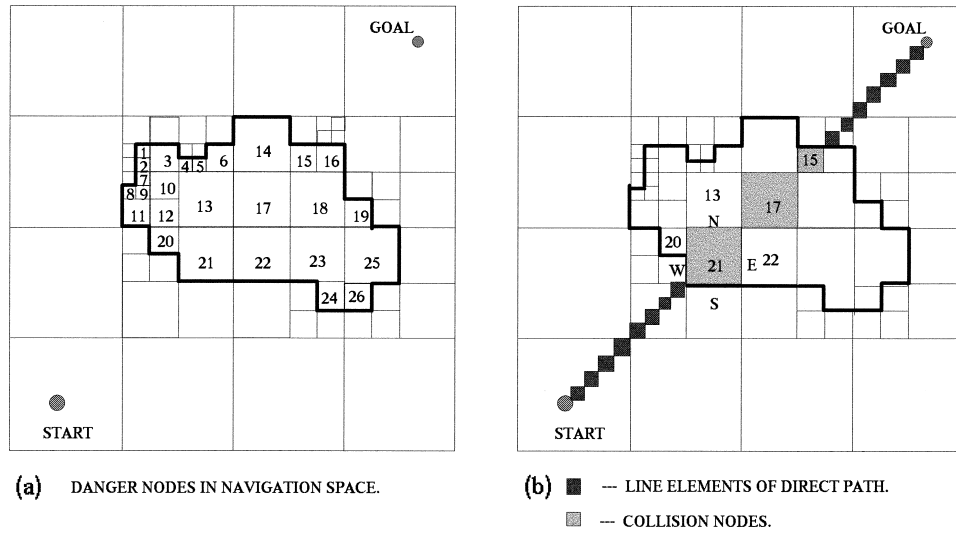 GOAL
1 3 4 5 6 14 15 16
2
7 10
8 9
11 12 13 17 18 19
20
21 22 23 25
24 26
START
(a) DANGER NODES IN NAVIGATION SPACE.
GOAL
15
13 17
N
20
W 21 E 22
S
START
(b) --- LINE ELEMENTS OF DIRECT PATH.
--- COLLISION NODES.